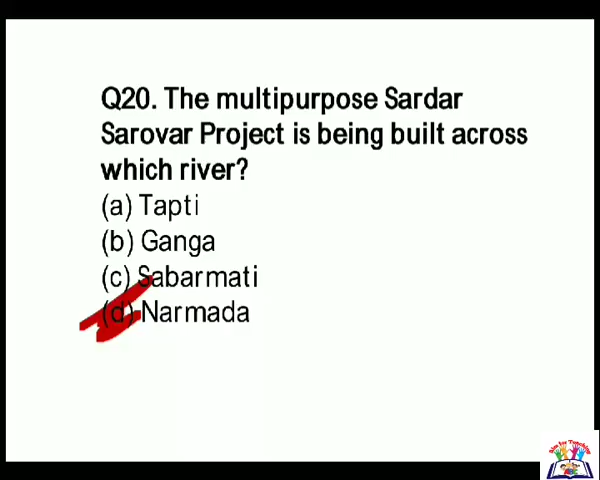 Q20. The multipurpose Sardar
Sarovar Project is being built across
which river?
(a) Tapti
(b) Ganga
(c) Sabarmati
(d) Narmada